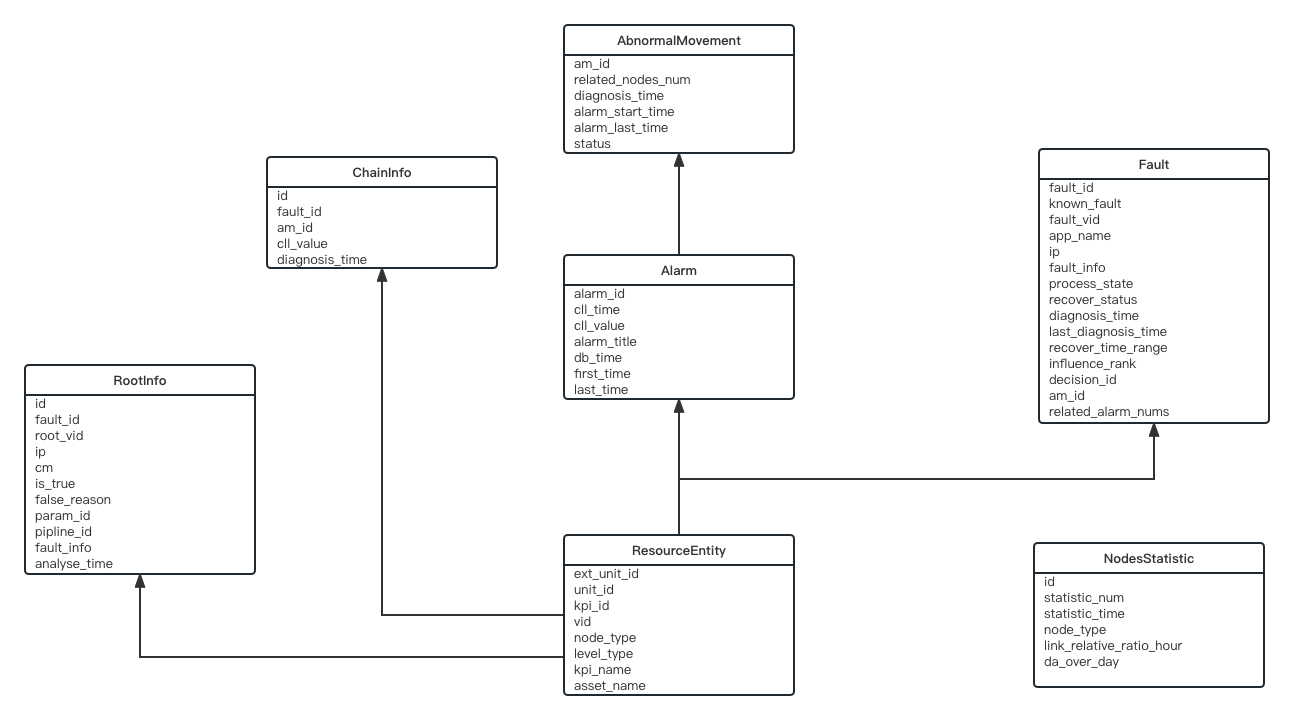 AbnormalMovement
am_id
related_nodes_num
diagnosis_time
alarm_start_time
alarm_last_time
status
ChainInfo
id
fault_id
am_id
cll_value
diagnosis_time
Fault
fault_id
known_fault
fault_vid
app_name
ip
fault_info
process_state
recover_status
diagnosis_time
last_diagnosis_time
recover_time_range
influence_rank
decision_id
am_id
related_alarm_nums
Alarm
alarm_id
cll_time
cll_value
alarm_title
db_time
first_time
last_time
RootInfo
id
fault_id
root_vid
ip
cm
is_true
false_reason
param_id
pipline_id
fault_info
analyse_time
ResourceEntity
ext_unit_id
unit_id
kpi_id
vid
node_type
level_type
kpi_name
asset_name
NodesStatistic
id
statistic_num
statistic_time
node_type
link_relative_ratio_hour
da_over_day